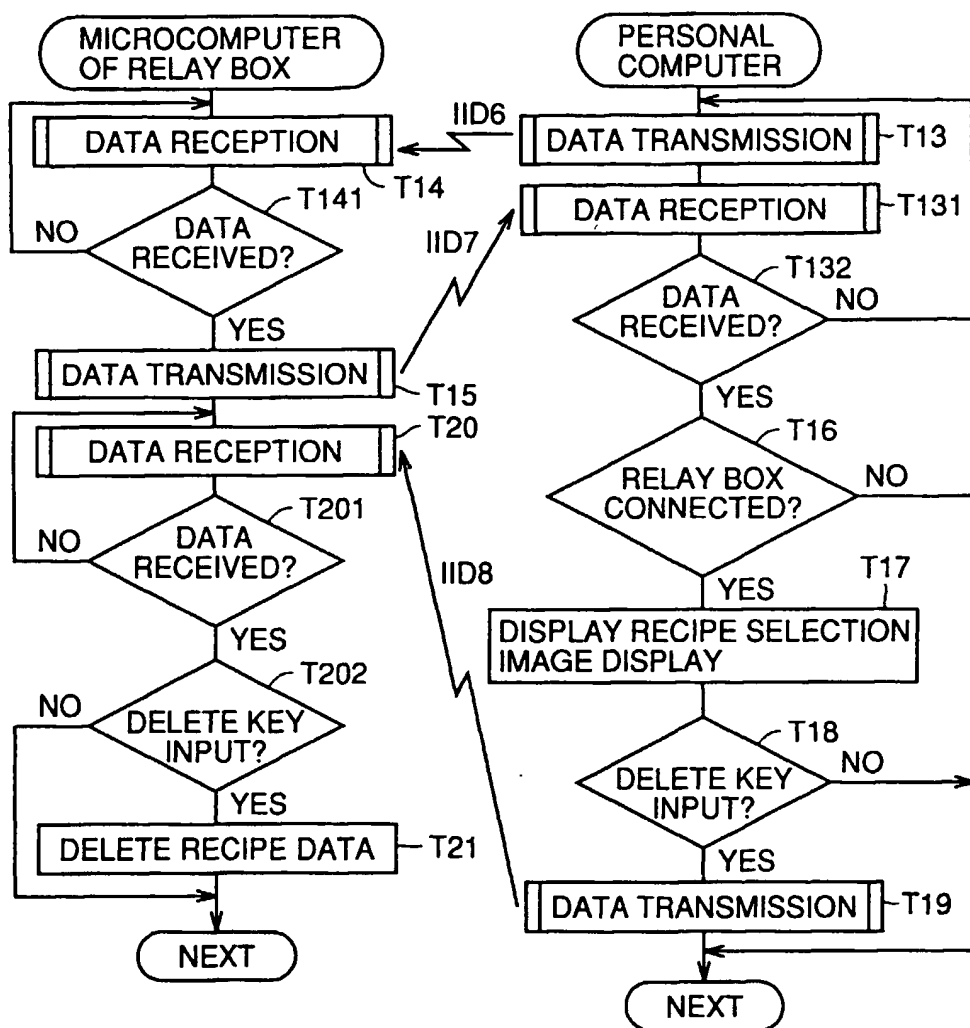 MICROCOMPUTER
OF RELAY BOX
DATA RECEPTION
T14
T141
NO
DATA
RECEIVED?
YES
DATA TRANSMISSION
T15
DATA RECEPTION
T20
T201
NO
DATA
RECEIVED?
YES
T202
NO
DELETE KEY
INPUT?
YES
DELETE RECIPE DATA
T21
NEXT
IID6
IID7
IID8
PERSONAL
COMPUTER
DATA TRANSMISSION
T13
DATA RECEPTION
T131
T132
DATA
RECEIVED?
NO
YES
T16
RELAY BOX
CONNECTED?
NO
YES
T17
DISPLAY RECIPE SELECTION
IMAGE DISPLAY
T18
DELETE KEY
INPUT?
NO
YES
DATA TRANSMISSION
T19
NEXT